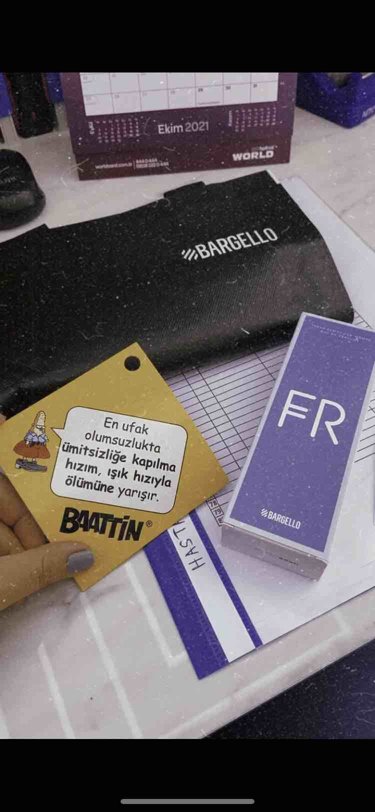 Ekim 2021
WORLD
BARGELLO
En ufak
olumsuzlukta
ümitsizliğe kapılma
hızım, ışık hızıyla
ölümüne yarışır.
BAATTİN®
FR
BARGELLO
HAST